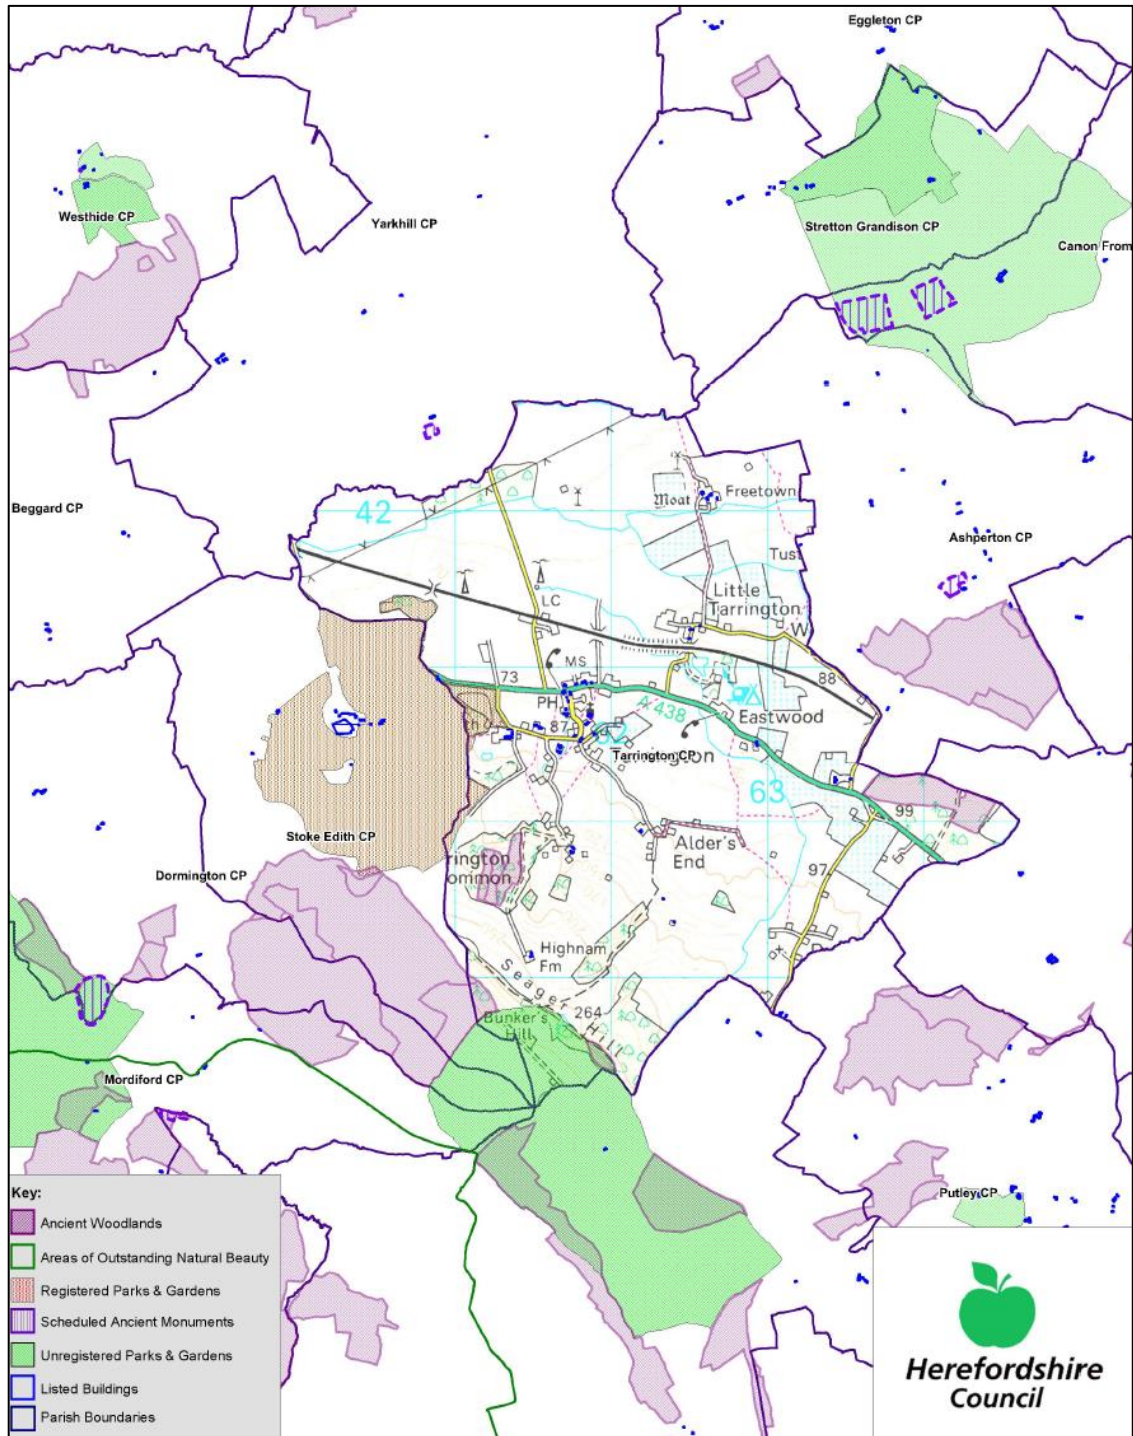 Eggleton CP
Westhide CP
Yarkhill CP
Stretton Grandison CP
Canon From
Beggard CP
42
Moat
Freetown
Ashperton CP
Tust
Little
Tarrington
W
LC
MS
73
88
PH
A 438
Eastwood
87
Tarrington CP
63
99
Stoke Edith CP
Alder's
End
rrington
ommon
97
Dormington CP
Highnam
Fm
Seager Hill
264
Bunker's
Hill
Mordiford CP
Putley CP
Key:
Ancient Woodlands
Areas of Outstanding Natural Beauty
Registered Parks & Gardens
Scheduled Ancient Monuments
Unregistered Parks & Gardens
Listed Buildings
Parish Boundaries
Herefordshire
Council